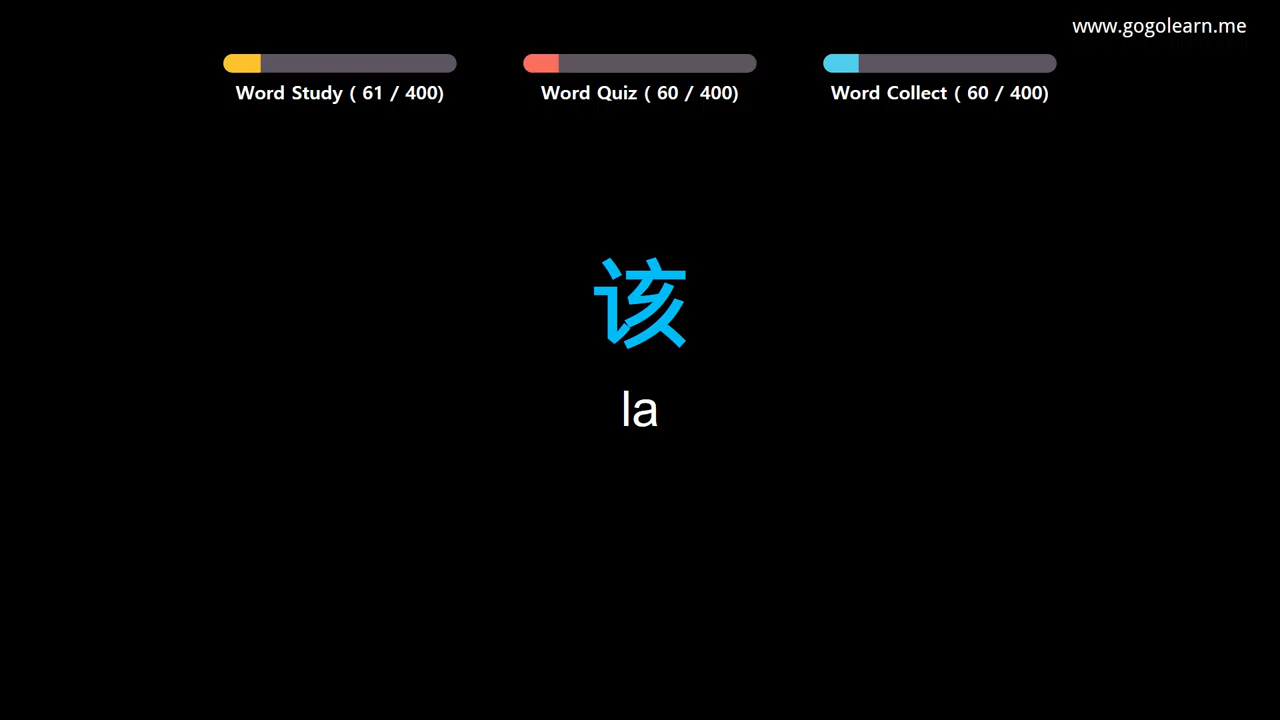 www.gogolearn.me
Word Study ( 61 / 400)
Word Quiz ( 60 / 400)
Word Collect ( 60 / 400)
该
la